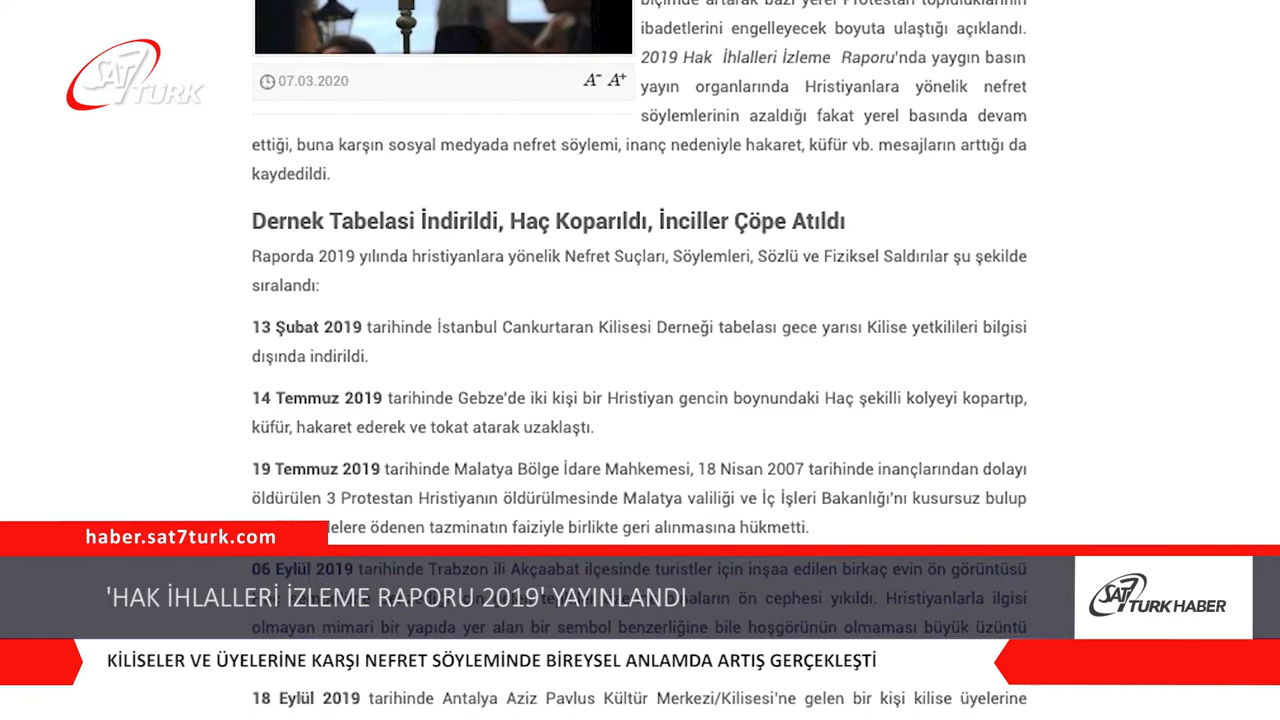 biçimde artarak bazı yerel Protestan topluluklarının
ibadetlerini engelleyecek boyuta ulaştığı açıklandı.
2019 Hak İhlalleri İzleme Raporu'nda yaygın basın
yayın organlarında Hristiyanlara yönelik nefret
söylemlerinin azaldığı fakat yerel basında devam
07.03.2020 A- A+
ettiği, buna karşın sosyal medyada nefret söylemi, inanç nedeniyle hakaret, küfür vb. mesajların arttığı da
kaydedildi.
SAT7TURK
Dernek Tabelasi İndirildi, Haç Koparıldı, İnciller Çöpe Atıldı
Raporda 2019 yılında hristiyanlara yönelik Nefret Suçları, Söylemleri, Sözlü ve Fiziksel Saldırılar şu şekilde
sıralandı:
13 Şubat 2019 tarihinde İstanbul Cankurtaran Kilisesi Derneği tabelası gece yarısı Kilise yetkilileri bilgisi
dışında indirildi.
14 Temmuz 2019 tarihinde Gebze'de iki kişi bir Hristiyan gencin boynundaki Haç şekilli kolyeyi kopartıp,
küfür, hakaret ederek ve tokat atarak uzaklaştı.
19 Temmuz 2019 tarihinde Malatya Bölge İdare Mahkemesi, 18 Nisan 2007 tarihinde inançlarından dolayı
öldürülen 3 Protestan Hristiyanın öldürülmesinde Malatya valiliği ve İç İşleri Bakanlığı'nı kusursuz bulup
ödenen tazminatın faiziyle birlikte geri alınmasına hükmetti.
haber.sat7turk.com
06 Eylül 2019 tarihinde Trabzon ili Akçaabat ilçesinde turistler için inşaa edilen birkaç evin ön görüntüsü
ön cephesi yıkıldı. Hristiyanlarla ilgisi
'HAK İHLALLERİ İZLEME RAPORU 2019' YAYINLANDI
SAT7TURK HABER
olmayan mimari bir yapıda yer alan bir sembol benzerliğine bile hoşgörünün olmaması büyük üzüntü
KİLİSELER VE ÜYELERİNE KARŞI NEFRET SÖYLEMİNDE BİREYSEL ANLAMDA ARTIŞ GERÇEKLEŞTİ
18 Eylül 2019 tarihinde Antalya Aziz Pavlus Kültür Merkezi/Kilisesi'ne gelen bir kişi kilise üyelerine